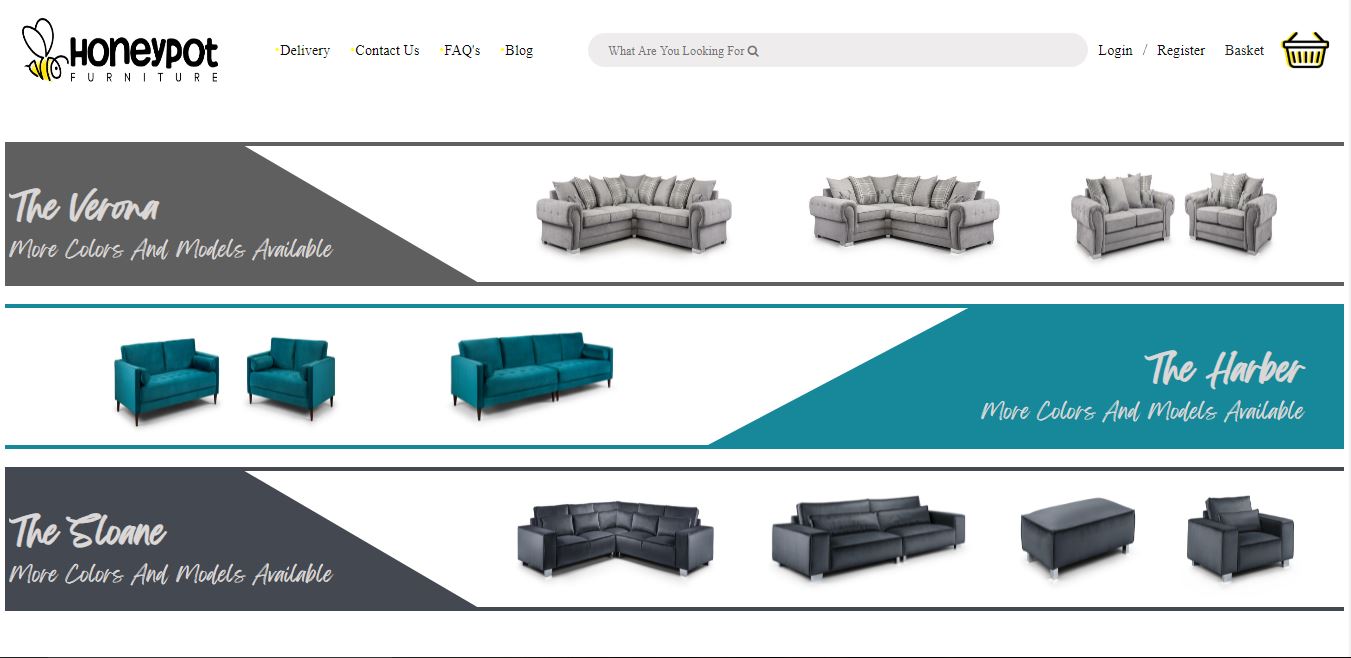 Honeypot
FURNITURE
Delivery
Contact Us
FAQ's
Blog
What Are You Looking For
Login / Register
Basket
The Verona
More Colors And Models Available
The Harber
More Colors And Models Available
The Sloane
More Colors And Models Available